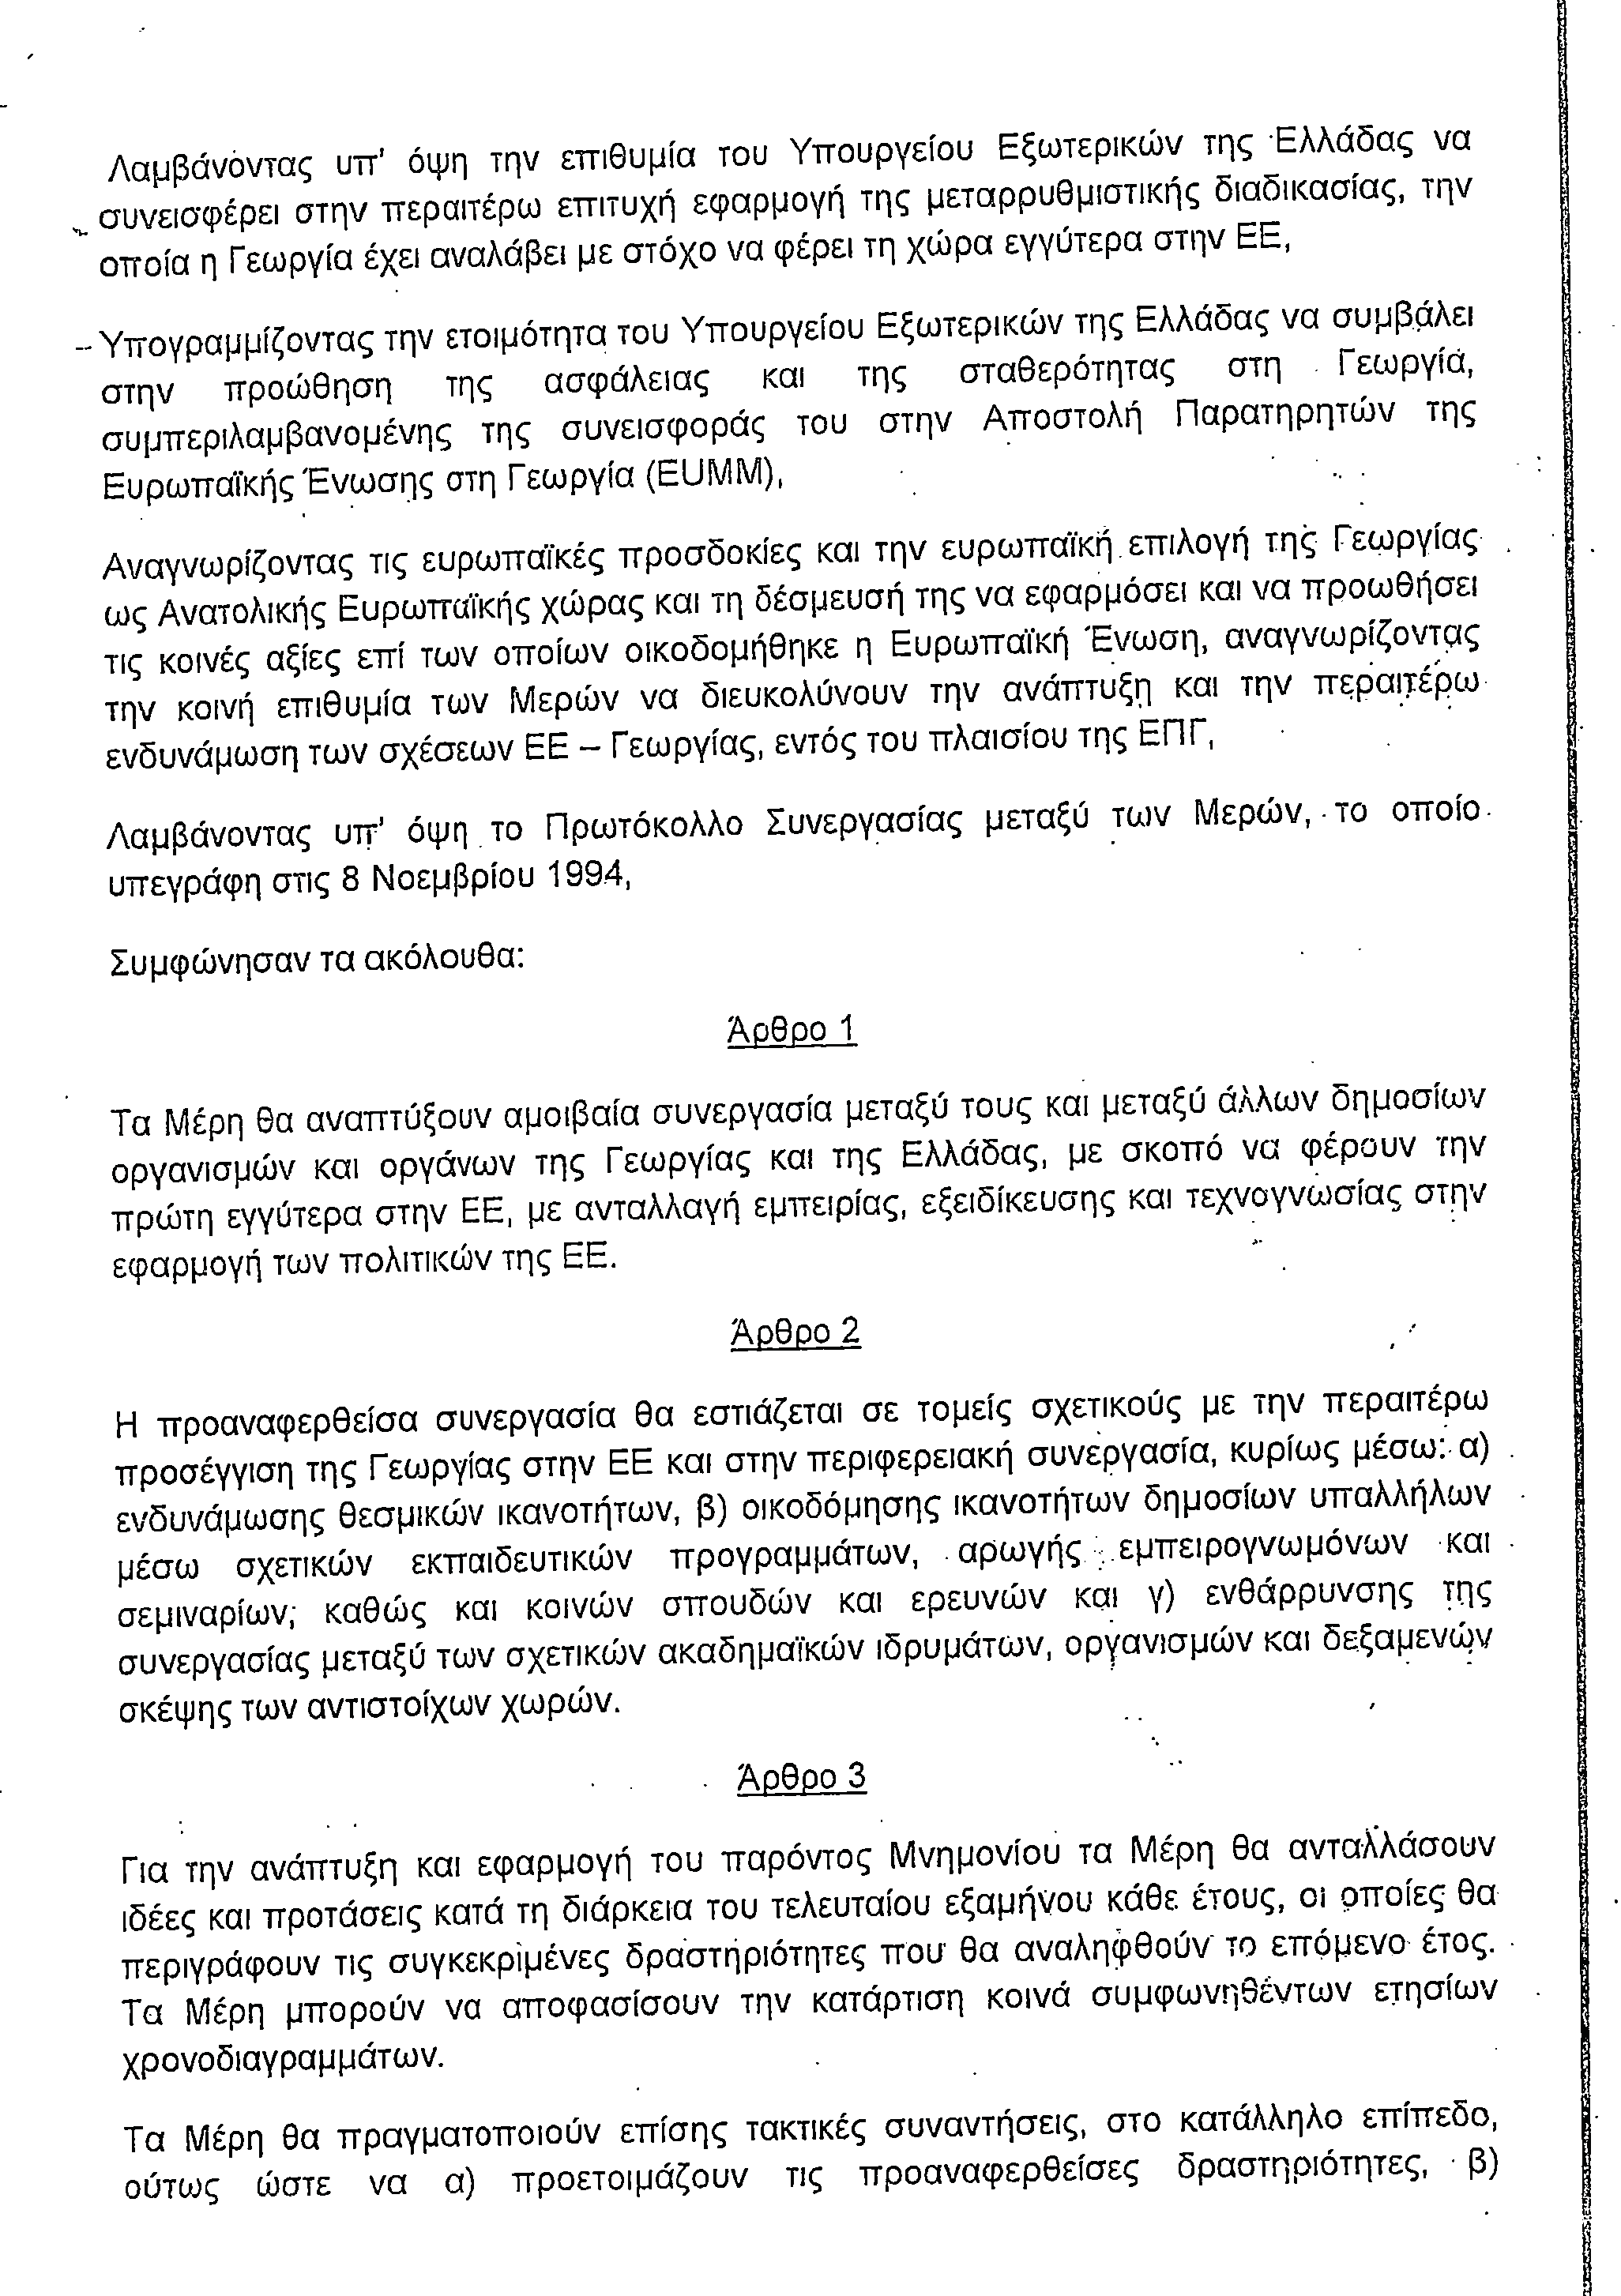 Λαμβάνοντας υπ' όψη την επιθυμία του Υπουργείου Εξωτερικών της Ελλάδας να
συνεισφέρει στην περαιτέρω επιτυχή εφαρμογή της μεταρρυθμιστικής διαδικασίας, την
οποία η Γεωργία έχει αναλάβει με στόχο να φέρει τη χώρα εγγύτερα στην ΕΕ,
Υπογραμμίζοντας την ετοιμότητα του Υπουργείου Εξωτερικών της Ελλάδας να συμβάλει
στην προώθηση της ασφάλειας και της σταθερότητας στη Γεωργία,
συμπεριλαμβανομένης της συνεισφοράς του στην Αποστολή Παρατηρητών της
Ευρωπαϊκής Ένωσης στη Γεωργία (EUMM),
Αναγνωρίζοντας τις ευρωπαϊκές προσδοκίες και την ευρωπαϊκή επιλογή της Γεωργίας
ως Ανατολικής Ευρωπαϊκής χώρας και τη δέσμευσή της να εφαρμόσει και να προωθήσει
τις κοινές αξίες επί των οποίων οικοδομήθηκε η Ευρωπαϊκή Ένωση, αναγνωρίζοντας
την κοινή επιθυμία των Μερών να διευκολύνουν την ανάπτυξη και την περαιτέρω
ενδυνάμωση των σχέσεων ΕΕ – Γεωργίας, εντός του πλαισίου της ΕΠΓ,
Λαμβάνοντας υπ' όψη το Πρωτόκολλο Συνεργασίας μεταξύ των Μερών, το οποίο
υπεγράφη στις 8 Νοεμβρίου 1994,
Συμφώνησαν τα ακόλουθα:
Άρθρο 1
Τα Μέρη θα αναπτύξουν αμοιβαία συνεργασία μεταξύ τους και μεταξύ άλλων δημοσίων
οργανισμών και οργάνων της Γεωργίας και της Ελλάδας, με σκοπό να φέρουν την
πρώτη εγγύτερα στην ΕΕ, με ανταλλαγή εμπειρίας, εξειδίκευσης και τεχνογνωσίας στην
εφαρμογή των πολιτικών της ΕΕ.
Άρθρο 2
Η προαναφερθείσα συνεργασία θα εστιάζεται σε τομείς σχετικούς με την περαιτέρω
προσέγγιση της Γεωργίας στην ΕΕ και στην περιφερειακή συνεργασία, κυρίως μέσω: α)
ενδυνάμωσης θεσμικών ικανοτήτων, β) οικοδόμησης ικανοτήτων δημοσίων υπαλλήλων
μέσω σχετικών εκπαιδευτικών προγραμμάτων, αρωγής εμπειρογνωμόνων και
σεμιναρίων, καθώς και κοινών σπουδών και ερευνών και γ) ενθάρρυνσης της
συνεργασίας μεταξύ των σχετικών ακαδημαϊκών ιδρυμάτων, οργανισμών και δεξαμενών
σκέψης των αντιστοίχων χωρών.
Άρθρο 3
Για την ανάπτυξη και εφαρμογή του παρόντος Μνημονίου τα Μέρη θα ανταλλάσουν
ιδέες και προτάσεις κατά τη διάρκεια του τελευταίου εξαμήνου κάθε έτους, οι οποίες θα
περιγράφουν τις συγκεκριμένες δραστηριότητες που θα αναληφθούν το επόμενο έτος.
Τα Μέρη μπορούν να αποφασίσουν την κατάρτιση κοινά συμφωνηθέντων ετησίων
χρονοδιαγραμμάτων.
Τα Μέρη θα πραγματοποιούν επίσης τακτικές συναντήσεις, στο κατάλληλο επίπεδο,
ούτως ώστε να α) προετοιμάζουν τις προαναφερθείσες δραστηριότητες, β)